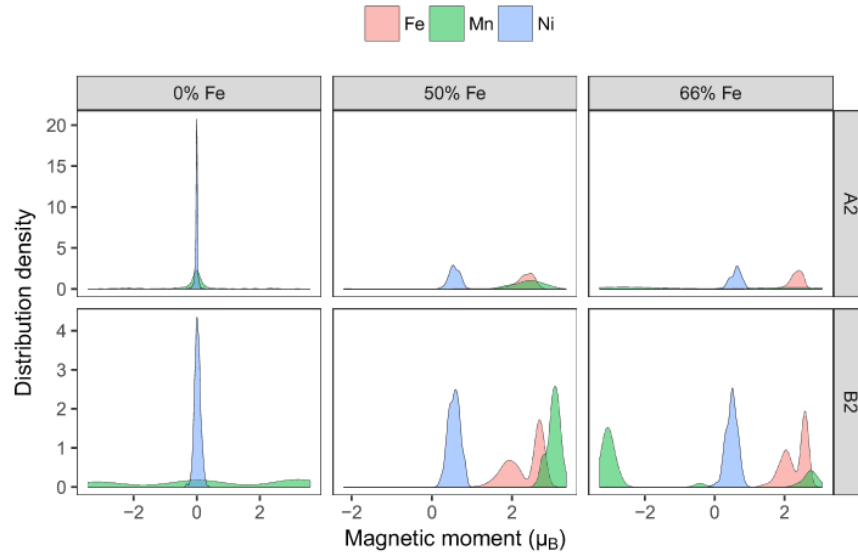 Fe Mn Ni
0% Fe 50% Fe 66% Fe
20
15
10
5
0
A2
4
3
2
1
0
B2
Distribution density
−2 0 2 −2 0 2 −2 0 2
Magnetic moment (μB)